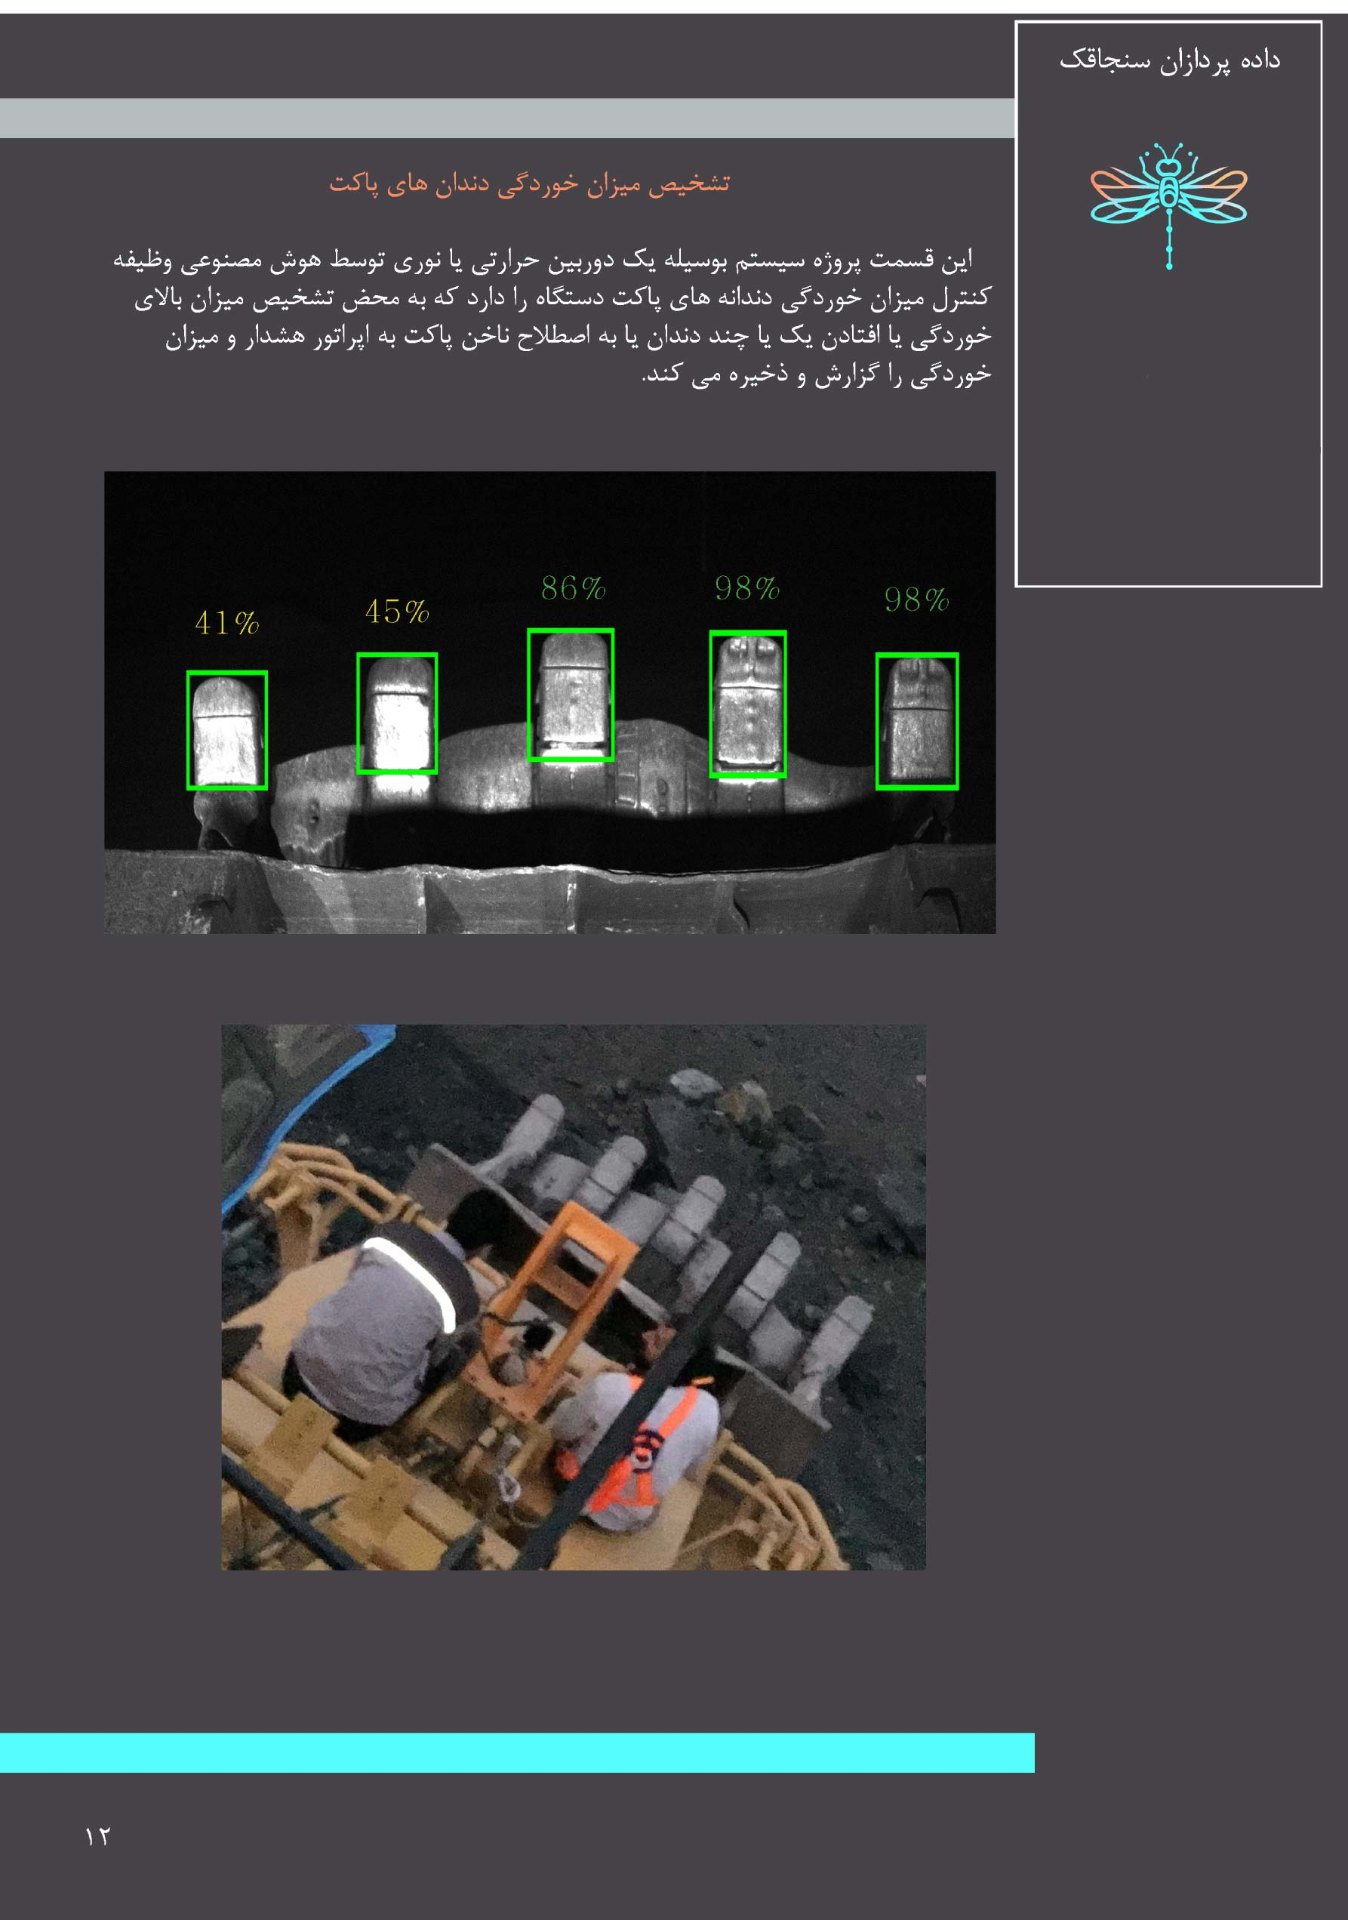 داده پردازان سنجاقک
تشخیص میزان خوردگی دندان های پاکت
این قسمت پروژه سیستم بوسیله یک دوربین حرارتی یا نوری توسط هوش مصنوعی وظیفه
کنترل میزان خوردگی دندانه های پاکت دستگاه را دارد که به محض تشخیص میزان بالای
خوردگی یا افتادن یک یا چند دندان یا به اصطلاح ناخن پاکت به اپراتور هشدار و میزان
خوردگی را گزارش و ذخیره می کند.
41%
45%
86%
98%
98%
۱۲